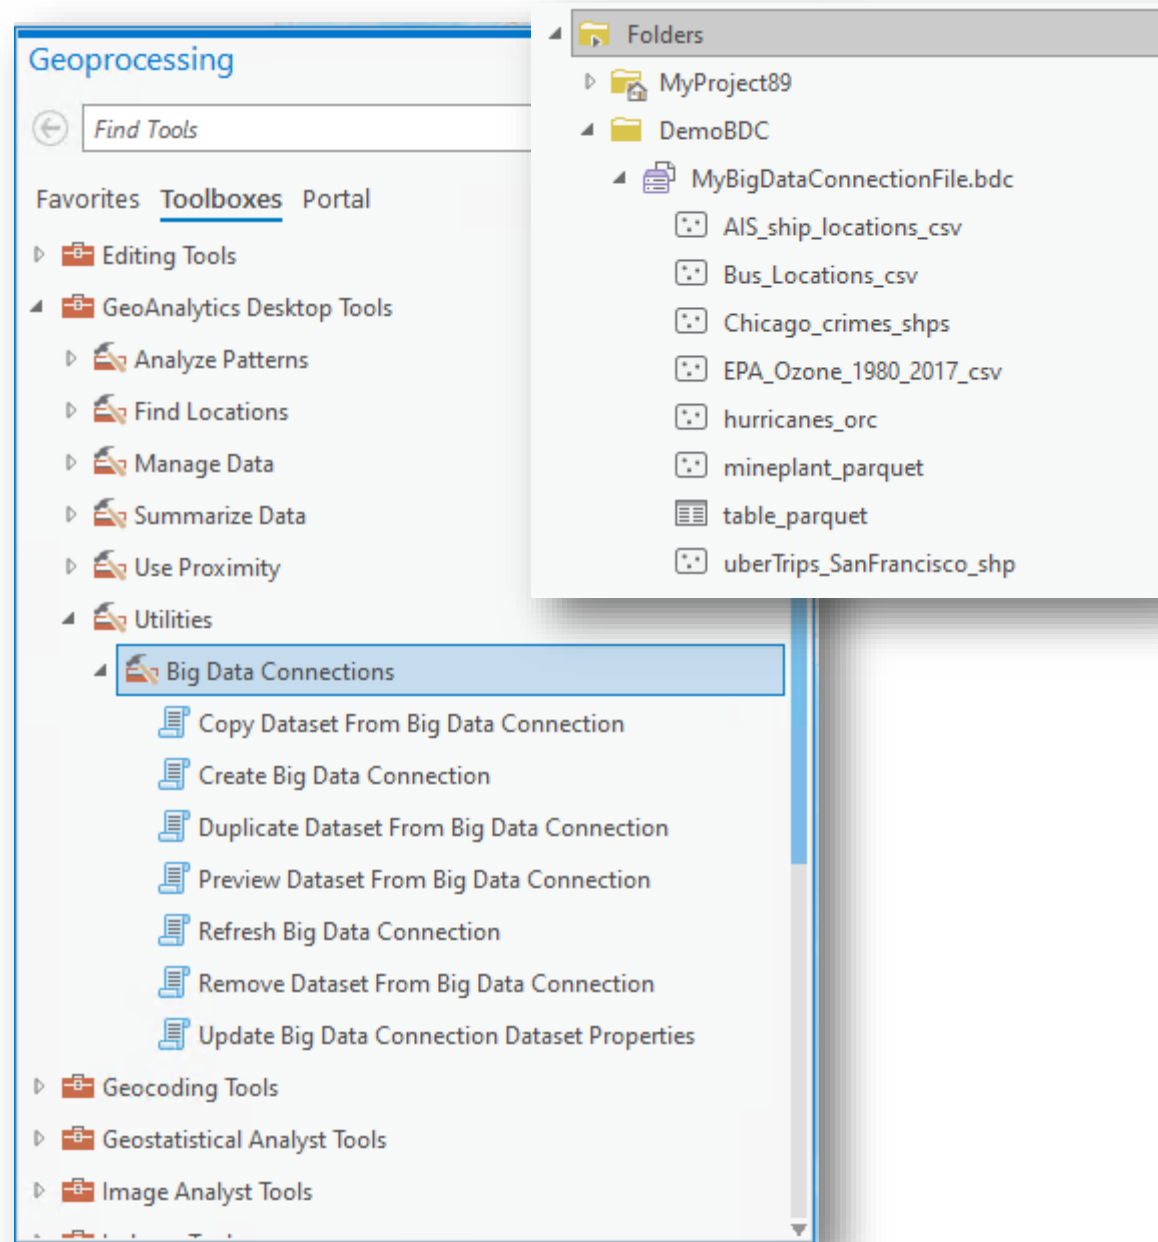 Geoprocessing
Find Tools
Favorites Toolboxes Portal
Editing Tools
GeoAnalytics Desktop Tools
Analyze Patterns
Find Locations
Manage Data
Summarize Data
Use Proximity
Utilities
Big Data Connections
Copy Dataset From Big Data Connection
Create Big Data Connection
Duplicate Dataset From Big Data Connection
Preview Dataset From Big Data Connection
Refresh Big Data Connection
Remove Dataset From Big Data Connection
Update Big Data Connection Dataset Properties
Geocoding Tools
Geostatistical Analyst Tools
Image Analyst Tools
Folders
MyProject89
DemoBDC
MyBigDataConnectionFile.bdc
AIS_ship_locations_csv
Bus_Locations_csv
Chicago_crimes_shps
EPA_Ozone_1980_2017_csv
hurricanes_orc
mineplant_parquet
table_parquet
uberTrips_SanFrancisco_shp